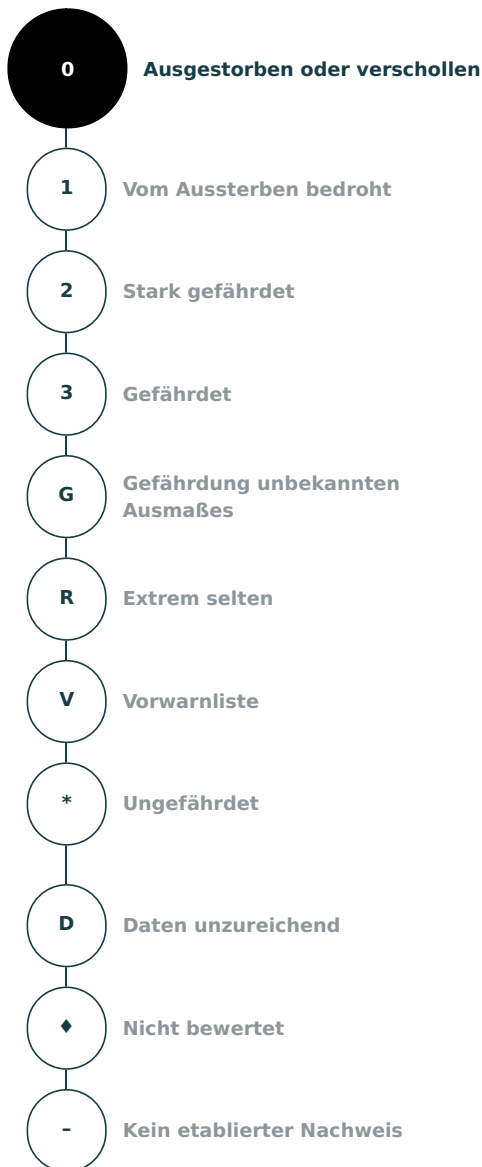 0 Ausgestorben oder verschollen
1 Vom Aussterben bedroht
2 Stark gefährdet
3 Gefährdet
G Gefährdung unbekannten
Ausmaßes
R Extrem selten
V Vorwarnliste
* Ungefährdet
D Daten unzureichend
♦ Nicht bewertet
– Kein etablierter Nachweis